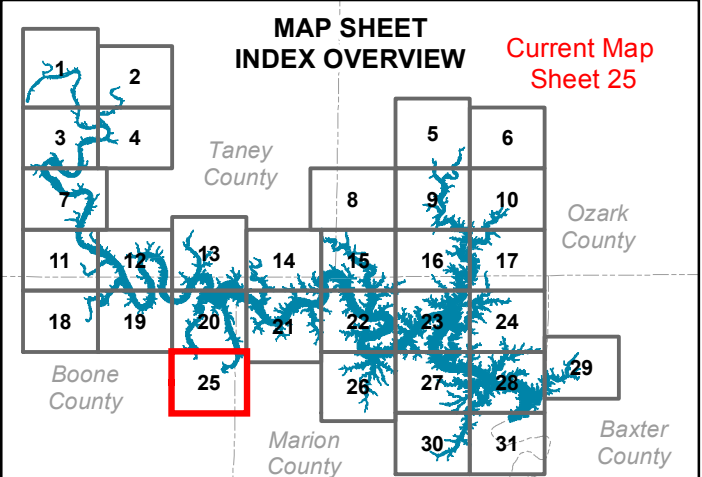 MAP SHEET
INDEX OVERVIEW
Current Map
Sheet 25
1
2
3
4
5
6
Taney
County
7
8
9
10
Ozark
County
11
12
13
14
15
16
17
18
19
20
21
22
23
24
Boone
County
25
26
27
28
29
Marion
County
30
31
Baxter
County